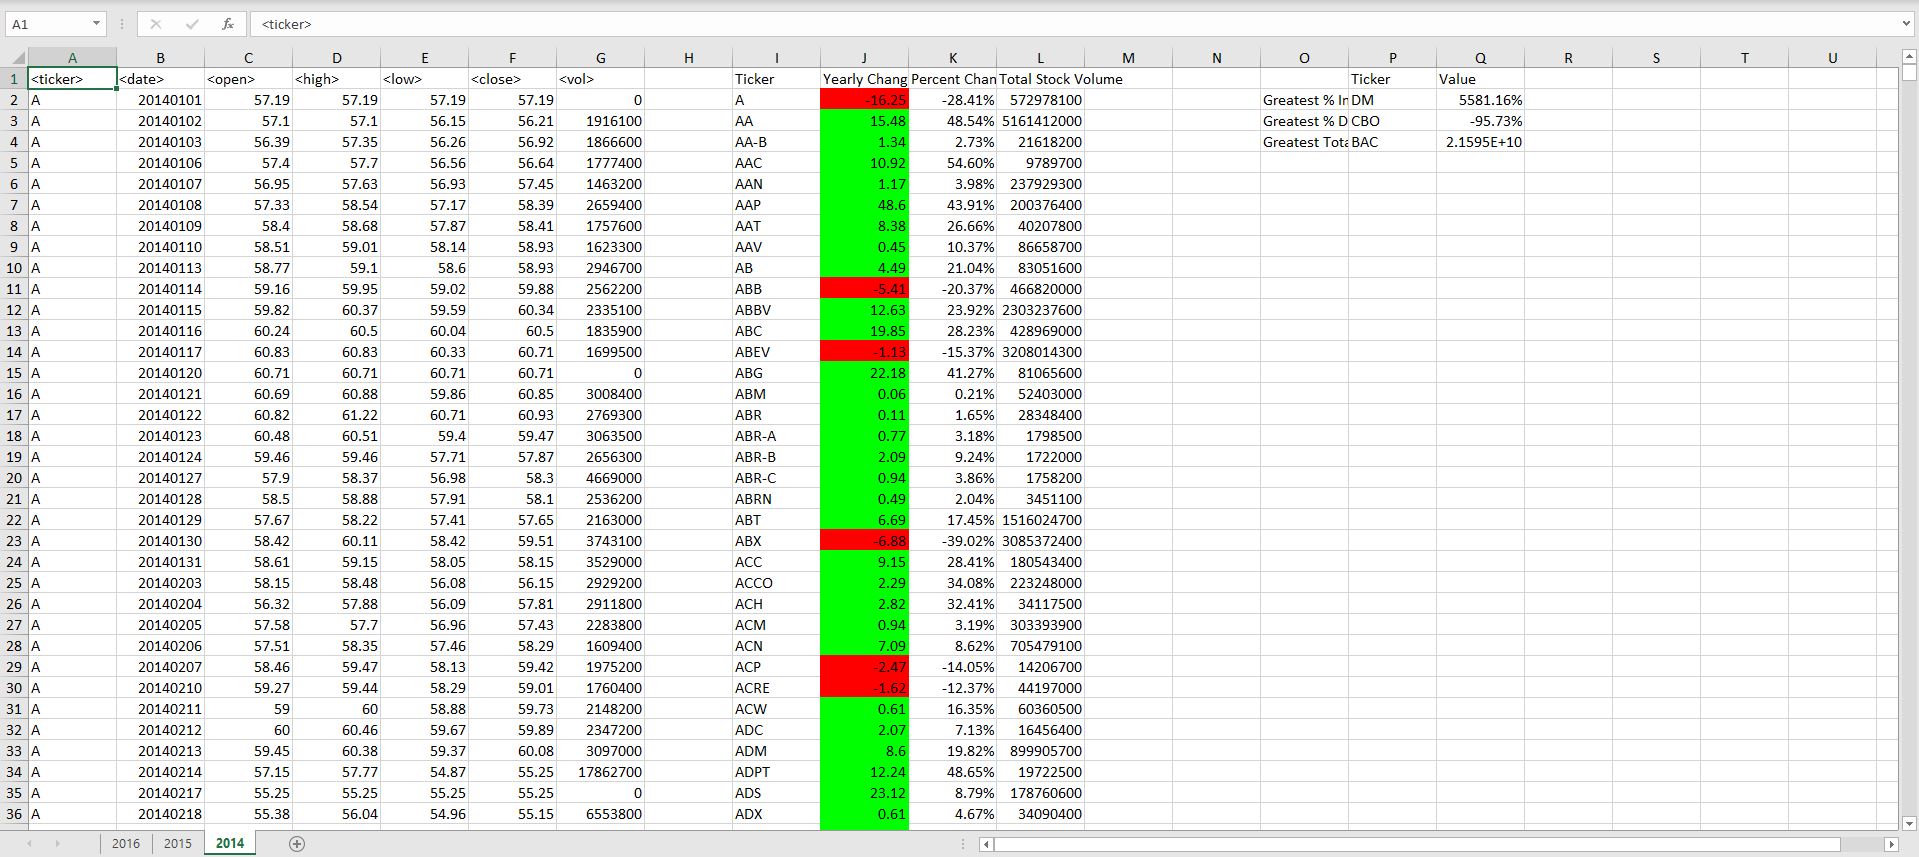 A1 fx <ticker>
A B C D E F G H I J K L M N O P Q R S T U
1 <ticker> <date> <open> <high> <low> <close> <vol> Ticker Yearly Chang Percent Chan Total Stock Volume Ticker Value
2 A 20140101 57.19 57.19 57.19 57.19 0 A -16.25 -28.41% 572978100 Greatest % In DM 5581.16%
3 A 20140102 57.1 57.1 56.15 56.21 1916100 AA 15.48 48.54% 5161412000 Greatest % D CBO -95.73%
4 A 20140103 56.39 57.35 56.26 56.92 1866600 AA-B 1.34 2.73% 21618200 Greatest Tota BAC 2.1595E+10
5 A 20140106 57.4 57.7 56.56 56.64 1777400 AAC 10.92 54.60% 9789700
6 A 20140107 56.95 57.63 56.93 57.45 1463200 AAN 1.17 3.98% 237929300
7 A 20140108 57.33 58.54 57.17 58.39 2659400 AAP 48.6 43.91% 200376400
8 A 20140109 58.4 58.68 57.87 58.41 1757600 AAT 8.38 26.66% 40207800
9 A 20140110 58.51 59.01 58.14 58.93 1623300 AAV 0.45 10.37% 86658700
10 A 20140113 58.77 59.1 58.6 58.93 2946700 AB 4.49 21.04% 83051600
11 A 20140114 59.16 59.95 59.02 59.88 2562200 ABB -5.41 -20.37% 466820000
12 A 20140115 59.82 60.37 59.59 60.34 2335100 ABBV 12.63 23.92% 2303237600
13 A 20140116 60.24 60.5 60.04 60.5 1835900 ABC 19.85 28.23% 428969000
14 A 20140117 60.83 60.83 60.33 60.71 1699500 ABEV -1.13 -15.37% 3208014300
15 A 20140120 60.71 60.71 60.71 60.71 0 ABG 22.18 41.27% 81065600
16 A 20140121 60.69 60.88 59.86 60.85 3008400 ABM 0.06 0.21% 52403000
17 A 20140122 60.82 61.22 60.71 60.93 2769300 ABR 0.11 1.65% 28348400
18 A 20140123 60.48 60.51 59.4 59.47 3063500 ABR-A 0.77 3.18% 1798500
19 A 20140124 59.46 59.46 57.71 57.87 2656300 ABR-B 2.09 9.24% 1722000
20 A 20140127 57.9 58.37 56.98 58.3 4669000 ABR-C 0.94 3.86% 1758200
21 A 20140128 58.5 58.88 57.91 58.1 2536200 ABRN 0.49 2.04% 3451100
22 A 20140129 57.67 58.22 57.41 57.65 2163000 ABT 6.69 17.45% 1516024700
23 A 20140130 58.42 60.11 58.42 59.51 3743100 ABX -6.88 -39.02% 3085372400
24 A 20140131 58.61 59.15 58.05 58.15 3529000 ACC 9.15 28.41% 180543400
25 A 20140203 58.15 58.48 56.08 56.15 2929200 ACCO 2.29 34.08% 223248000
26 A 20140204 56.32 57.88 56.09 57.81 2911800 ACH 2.82 32.41% 34117500
27 A 20140205 57.58 57.7 56.96 57.43 2283800 ACM 0.94 3.19% 303393900
28 A 20140206 57.51 58.35 57.46 58.29 1609400 ACN 7.09 8.62% 705479100
29 A 20140207 58.46 59.47 58.13 59.42 1975200 ACP -2.47 -14.05% 14206700
30 A 20140210 59.27 59.44 58.29 59.01 1760400 ACRE -1.62 -12.37% 44197000
31 A 20140211 59 60 58.88 59.73 2148200 ACW 0.61 16.35% 60360500
32 A 20140212 60 60.46 59.67 59.89 2347200 ADC 2.07 7.13% 16456400
33 A 20140213 59.45 60.38 59.37 60.08 3097000 ADM 8.6 19.82% 899905700
34 A 20140214 57.15 57.77 54.87 55.25 17862700 ADPT 12.24 48.65% 19722500
35 A 20140217 55.25 55.25 55.25 55.25 0 ADS 23.12 8.79% 178760600
36 A 20140218 55.38 56.04 54.96 55.15 6553800 ADX 0.61 4.67% 34090400
2016 2015 2014